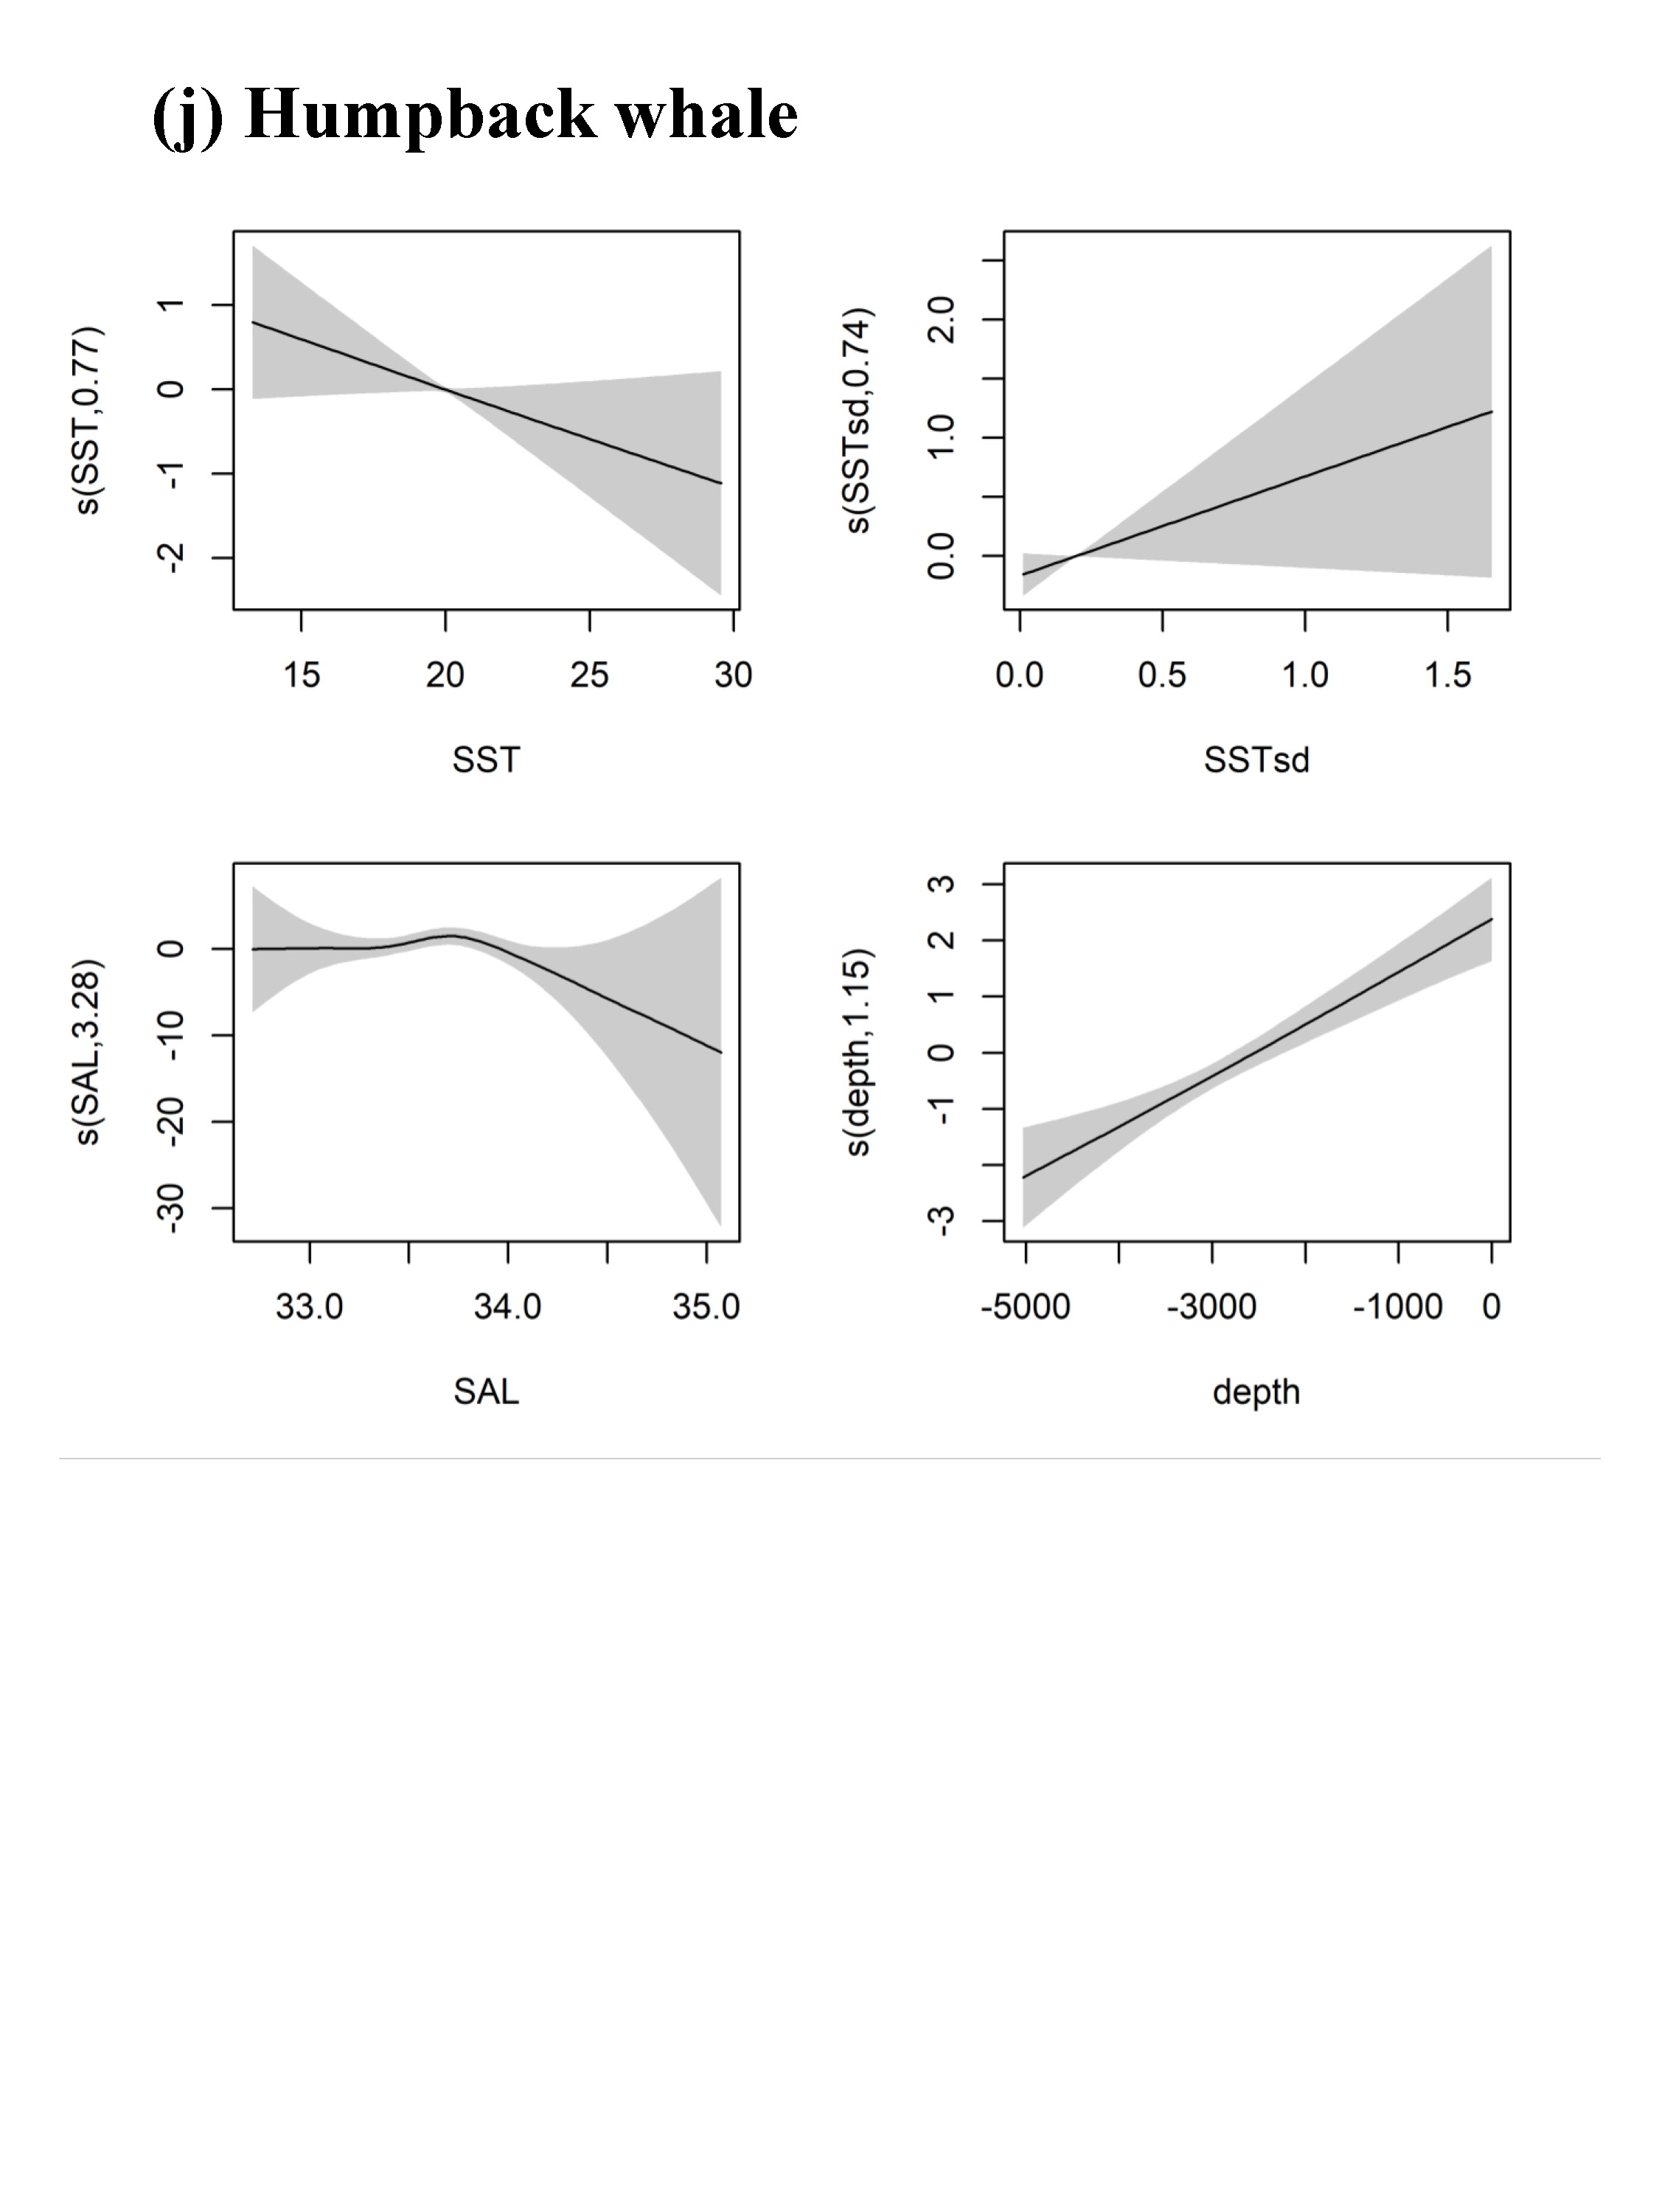 (j) Humpback whale
s(SST,0.77)
1
0
-1
-2
15 20 25 30
SST
s(SSTsd,0.74)
2.0
1.0
0.0
0.0 0.5 1.0 1.5
SSTsd
s(SAL,3.28)
0
-10
-20
-30
33.0 34.0 35.0
SAL
s(depth,1.15)
3
2
1
0
-1
-3
-5000 -3000 -1000 0
depth